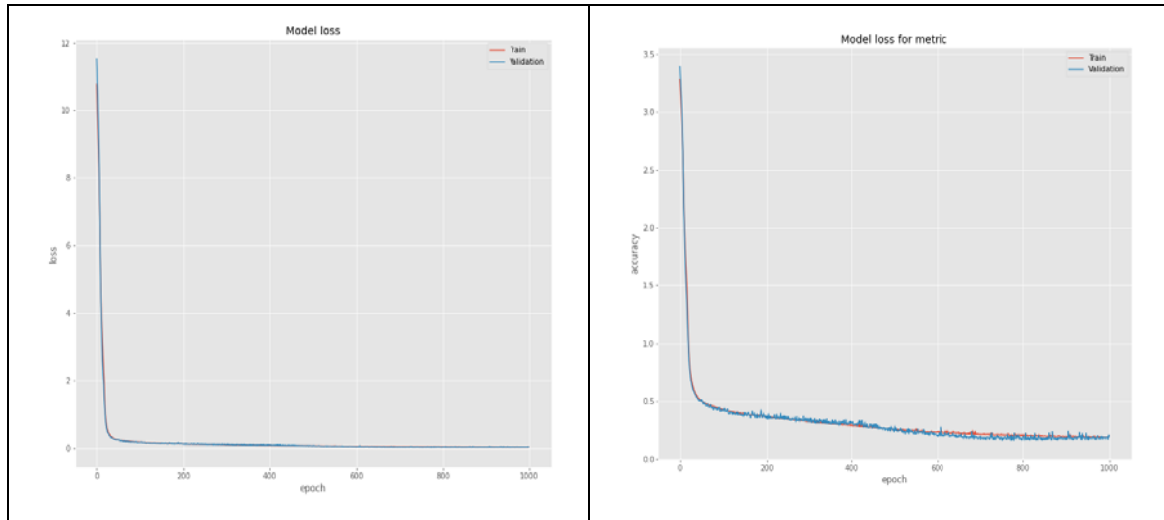 Model loss
12
10
8
6
4
2
0
loss
Train
Validation
0
200
400
600
800
1000
epoch
Model loss for metric
3.5
3.0
2.5
2.0
1.5
1.0
0.5
0.0
accuracy
Train
Validation
0
200
400
600
800
1000
epoch